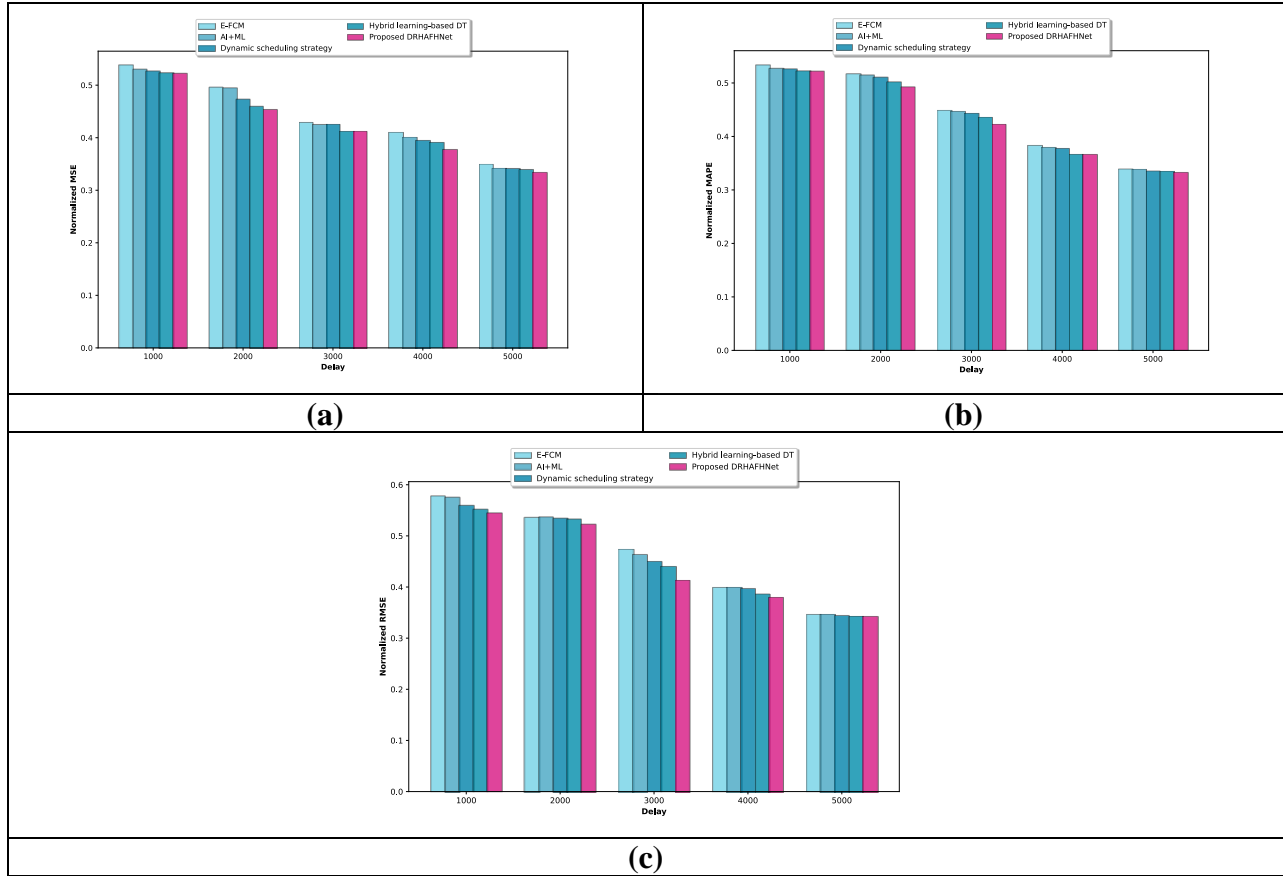 E-FCM
AI+ML
Dynamic scheduling strategy
Hybrid learning-based DT
Proposed DRHAFHNet
0.5
0.4
0.3
0.2
0.1
0.0
Normalized MSE
1000 2000 3000 4000 5000
Delay
(a)
E-FCM
AI+ML
Dynamic scheduling strategy
Hybrid learning-based DT
Proposed DRHAFHNet
0.5
0.4
0.3
0.2
0.1
0.0
Normalized MAPE
1000 2000 3000 4000 5000
Delay
(b)
E-FCM
AI+ML
Dynamic scheduling strategy
Hybrid learning-based DT
Proposed DRHAFHNet
0.6
0.5
0.4
0.3
0.2
0.1
0.0
Normalized RMSE
1000 2000 3000 4000 5000
Delay
(c)